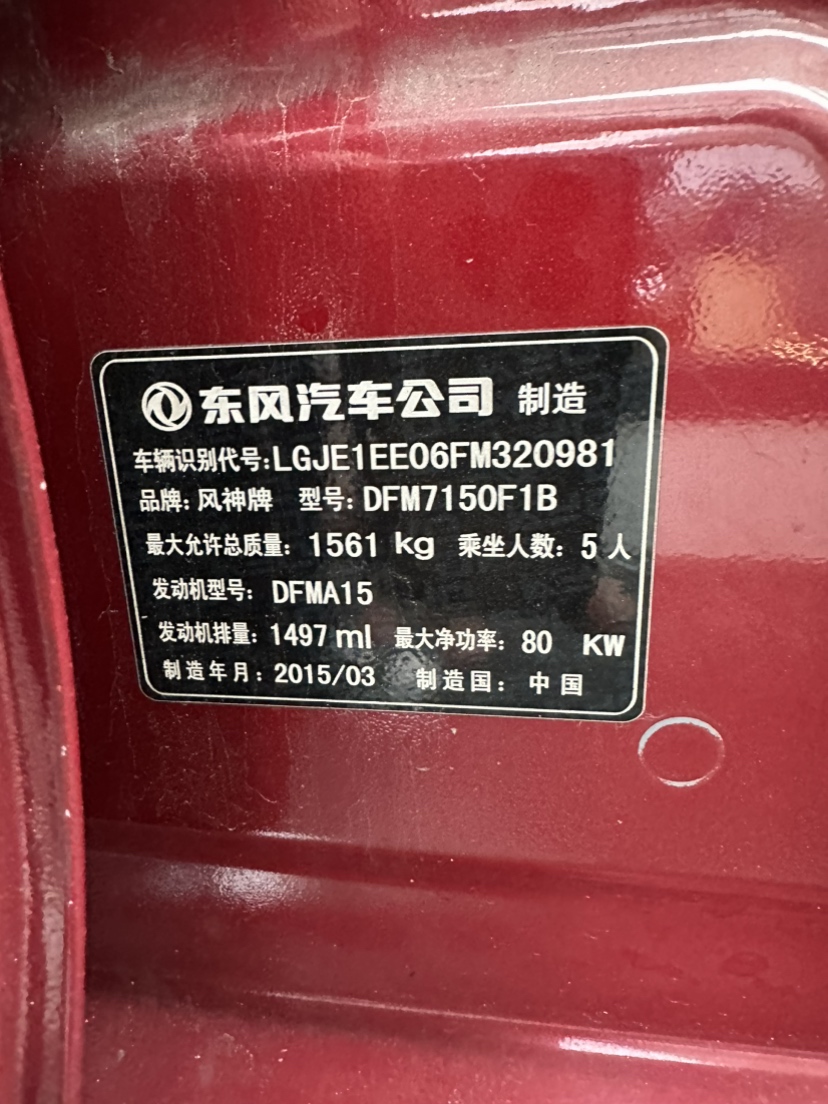 东风汽车公司 制造
车辆识别代号:LGJE1EE06FM320981
品牌:风神牌 型号:DFM7150F1B
最大允许总质量: 1561 kg 乘坐人数: 5 人
发动机型号: DFMA15
发动机排量: 1497 ml 最大净功率: 80 KW
制造年月: 2015/03 制造国: 中国